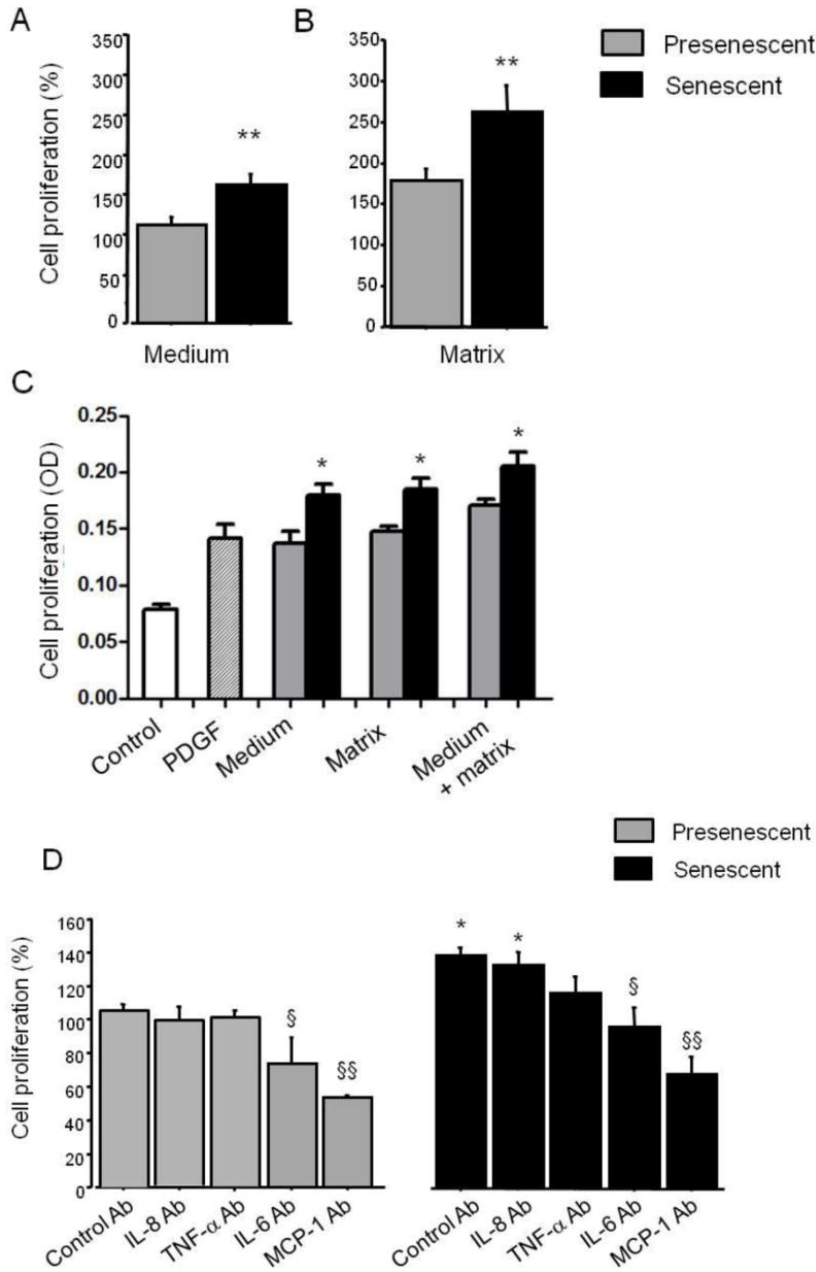 A
B
Presenescent
Senescent
Cell proliferation (%)
350
300
250
200
150
100
50
0
**
Medium
350
300
250
200
150
100
50
0
**
Matrix
C
Cell proliferation (OD)
0.25
0.20
0.15
0.10
0.05
0.00
*
*
*
Control
PDGF
Medium
Matrix
Medium
+ matrix
Presenescent
Senescent
D
Cell proliferation (%)
160
140
120
100
80
60
40
20
0
§
§§
*
*
§
§§
Control Ab
IL-8 Ab
TNF-α Ab
IL-6 Ab
MCP-1 Ab
Control Ab
IL-8 Ab
TNF-α Ab
IL-6 Ab
MCP-1 Ab